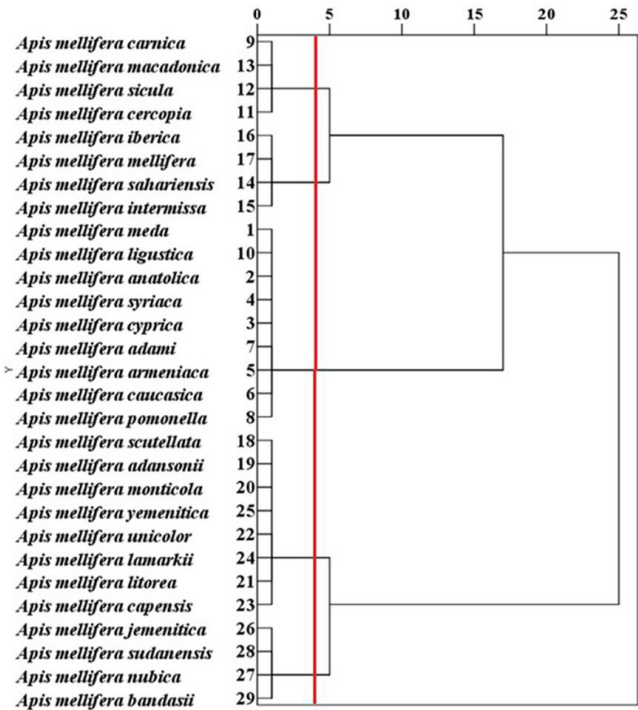 0 5 10 15 20 25
Apis mellifera carnica 9
Apis mellifera macadonica 13
Apis mellifera sicula 12
Apis mellifera cercopia 11
Apis mellifera iberica 16
Apis mellifera mellifera 17
Apis mellifera sahariensis 14
Apis mellifera intermissa 15
Apis mellifera meda 1
Apis mellifera ligustica 10
Apis mellifera anatolica 2
Apis mellifera syriaca 4
Apis mellifera cyprica 3
Apis mellifera adami 7
Y
Apis mellifera armeniaca 5
Apis mellifera caucasica 6
Apis mellifera pomonella 8
Apis mellifera scutellata 18
Apis mellifera adansonii 19
Apis mellifera monticola 20
Apis mellifera yemenitica 25
Apis mellifera unicolor 22
Apis mellifera lamarkii 24
Apis mellifera litorea 21
Apis mellifera capensis 23
Apis mellifera jemenitica 26
Apis mellifera sudanensis 28
Apis mellifera nubica 27
Apis mellifera bandasii 29